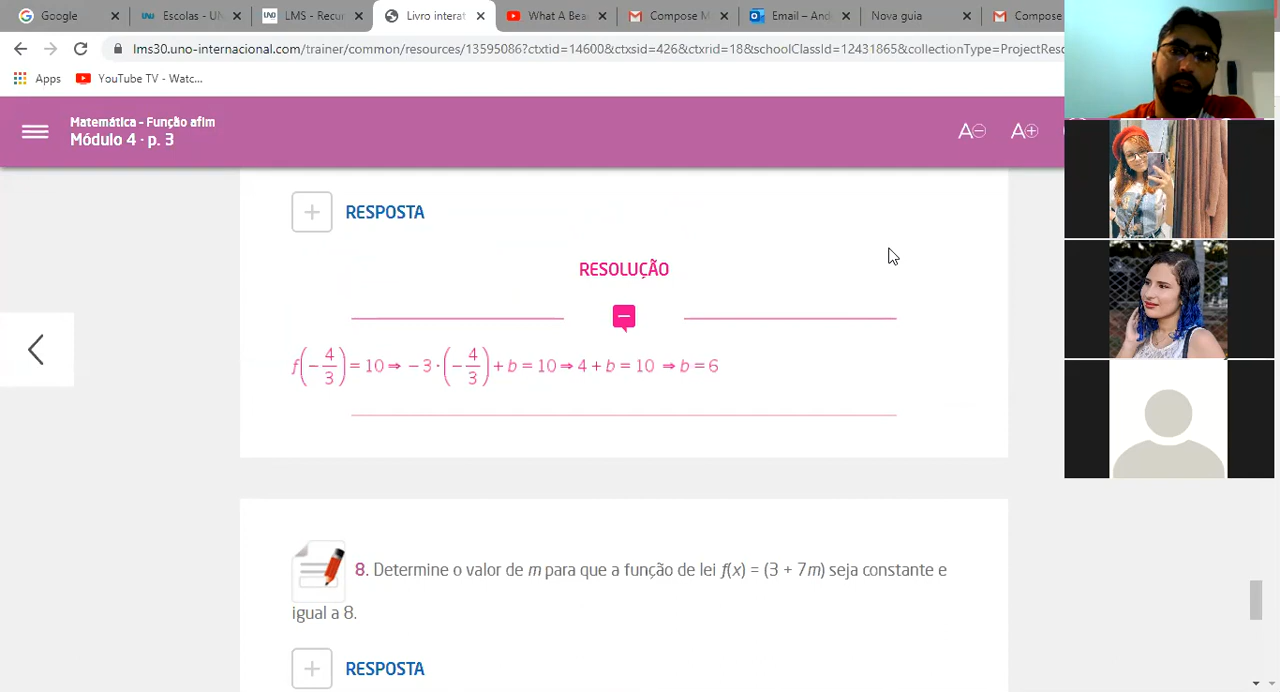 Google
Escolas - UN
LMS - Recur
Livro interat
What A Bea
Compose M
Email – And
Nova guia
Compose
lms30.uno-internacional.com/trainer/common/resources/13595086?ctxtid=14600&ctxsid=426&ctxrid=18&schoolClassId=12431865&collectionType=ProjectReso
Apps
YouTube TV - Watc...
Matemática - Função afim
Módulo 4 · p. 3
A− A+
+ RESPOSTA
RESOLUÇÃO
f(−4/3) = 10 ⇒ −3·(−4/3) + b = 10 ⇒ 4 + b = 10 ⇒ b = 6
8. Determine o valor de m para que a função de lei f(x) = (3 + 7m) seja constante e
igual a 8.
+ RESPOSTA